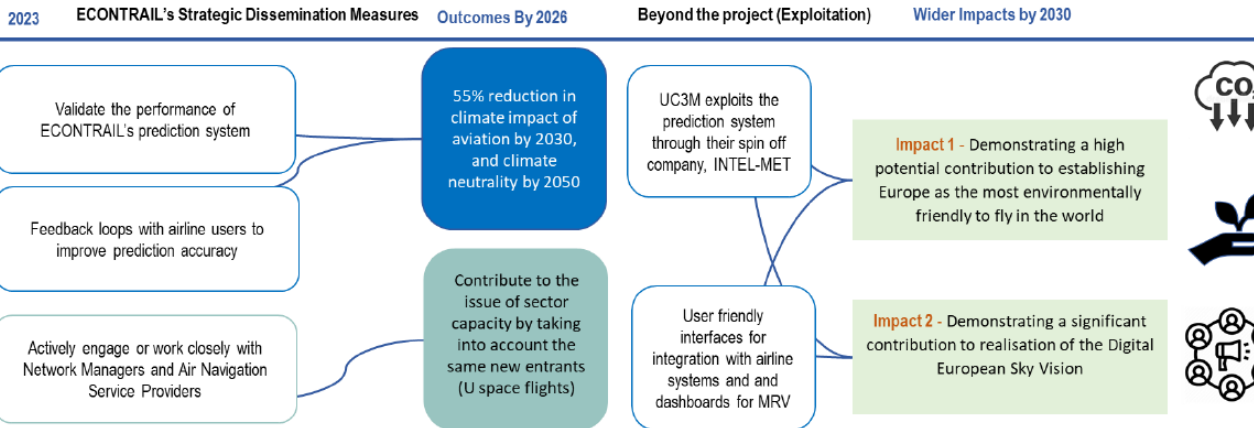 2023
ECONTRAIL's Strategic Dissemination Measures
Outcomes By 2026
Beyond the project (Exploitation)
Wider Impacts by 2030
Validate the performance of
ECONTRAIL's prediction system
Feedback loops with airline users to
improve prediction accuracy
Actively engage or work closely with
Network Managers and Air Navigation
Service Providers
55% reduction in
climate impact of
aviation by 2030,
and climate
neutrality by 2050
Contribute to the
issue of sector
capacity by taking
into account the
same new entrants
(U space flights)
UC3M exploits the
prediction system
through their spin off
company, INTEL-MET
User friendly
interfaces for
integration with airline
systems and and
dashboards for MRV
Impact 1 - Demonstrating a high
potential contribution to establishing
Europe as the most environmentally
friendly to fly in the world
Impact 2 - Demonstrating a significant
contribution to realisation of the Digital
European Sky Vision
CO₂